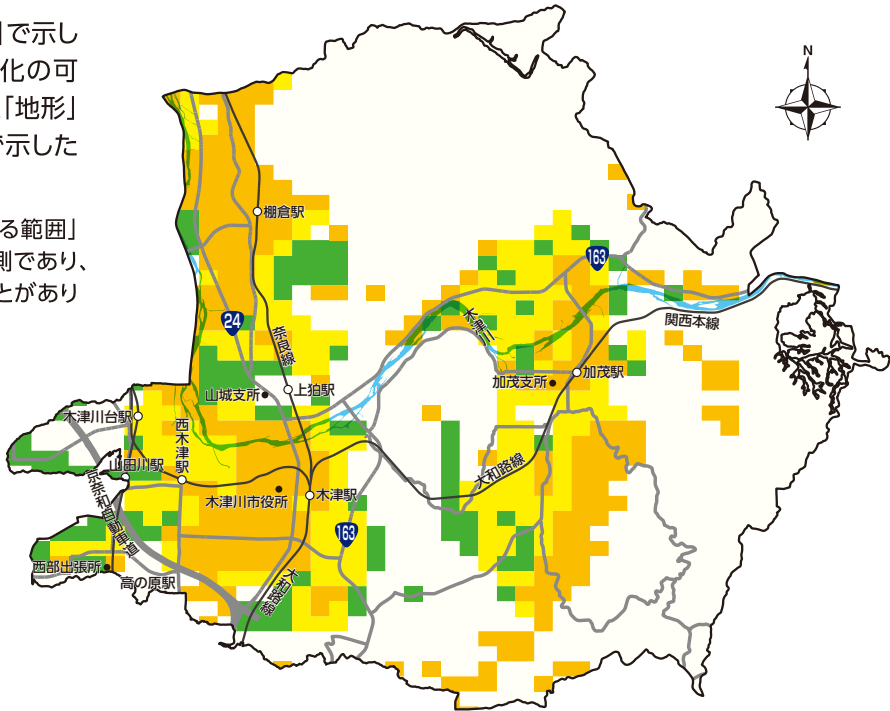 で示し
化の可
「地形」
で示した
る範囲」
測であり、
とがあり
N
棚倉駅
163
24
奈良線
木津川
関西本線
加茂支所
加茂駅
山城支所
上狛駅
木津川台駅
西木津駅
山田川駅
大和路線
木津川市役所
木津駅
京奈和自動車道
163
西部出張所
高の原駅
大和路線